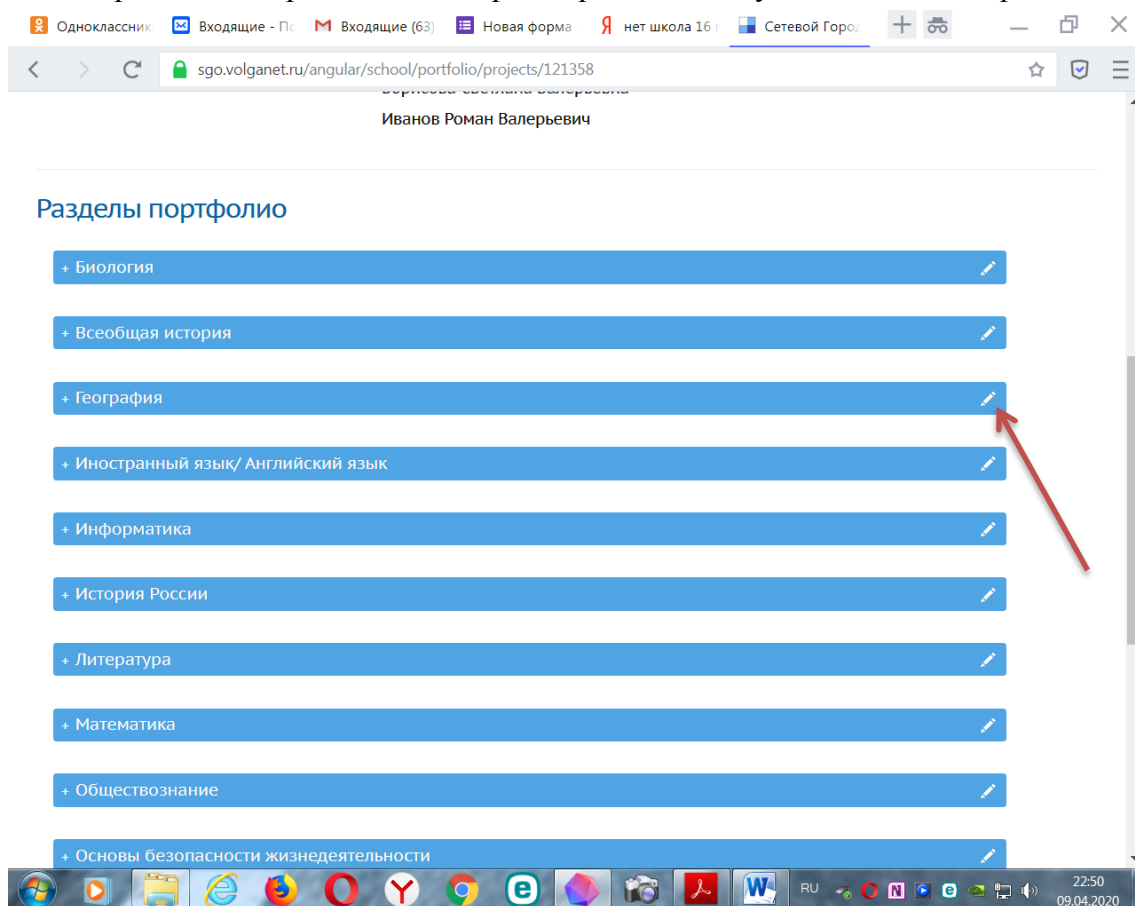 Одноклассник Входящие - По Входящие (63) Новая форма Я нет школа 16 г Сетевой Горо
sgo.volganet.ru/angular/school/portfolio/projects/121358
Иванов Роман Валерьевич
Разделы портфолио
+ Биология
+ Всеобщая история
+ География
+ Иностранный язык/ Английский язык
+ Информатика
+ История России
+ Литература
+ Математика
+ Обществознание
+ Основы безопасности жизнедеятельности
RU
22:50
09.04.2020